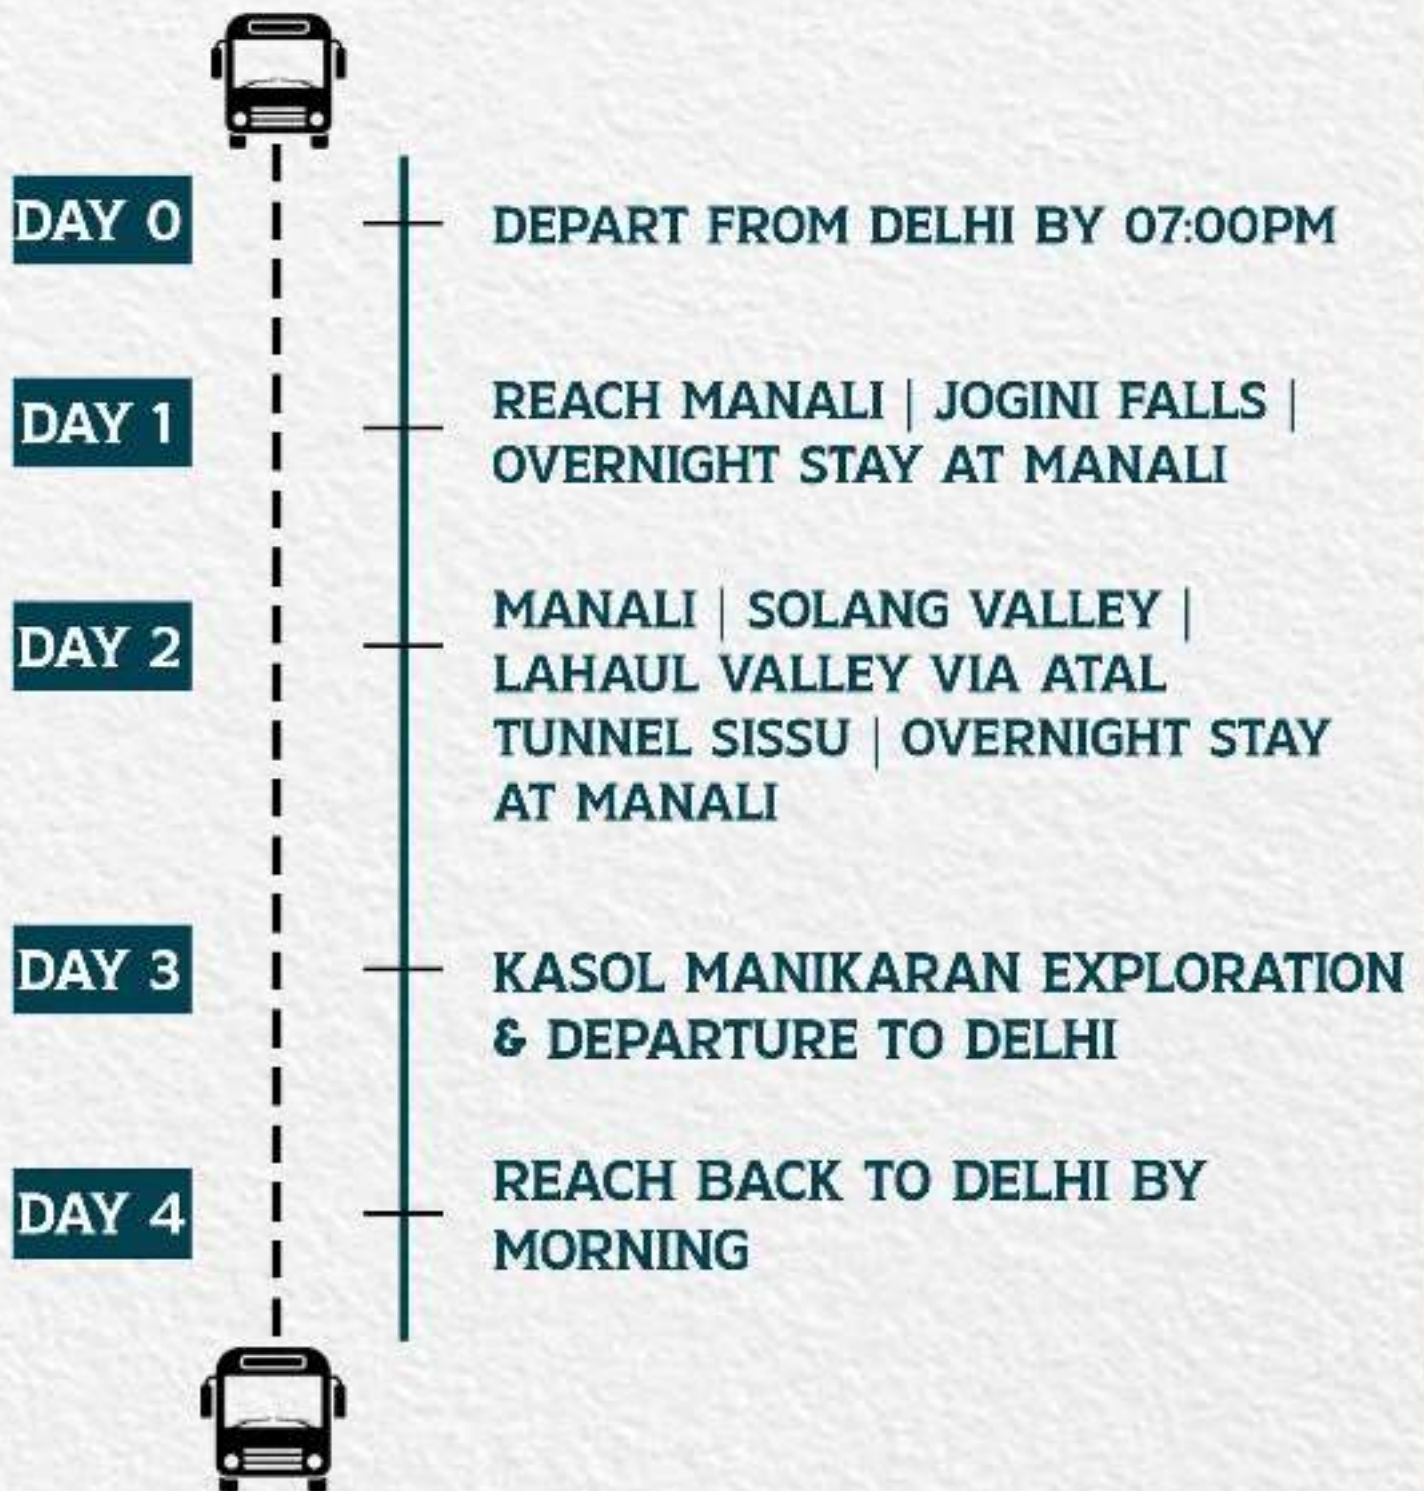 DAY 0
DEPART FROM DELHI BY 07:00PM
DAY 1
REACH MANALI | JOGINI FALLS |
OVERNIGHT STAY AT MANALI
DAY 2
MANALI | SOLANG VALLEY |
LAHAUL VALLEY VIA ATAL
TUNNEL SISSU | OVERNIGHT STAY
AT MANALI
DAY 3
KASOL MANIKARAN EXPLORATION
& DEPARTURE TO DELHI
DAY 4
REACH BACK TO DELHI BY
MORNING